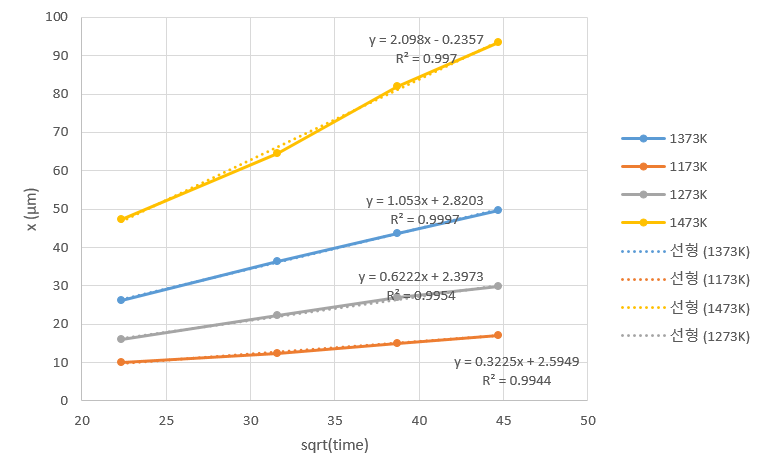 100
90
80
70
60
50
40
30
20
10
0
x (μm)
y = 2.098x - 0.2357
R² = 0.997
y = 1.053x + 2.8203
R² = 0.9997
y = 0.6222x + 2.3973
R² = 0.9954
y = 0.3225x + 2.5949
R² = 0.9944
20 25 30 35 40 45 50
sqrt(time)
1373K
1173K
1273K
1473K
선형 (1373K)
선형 (1173K)
선형 (1473K)
선형 (1273K)